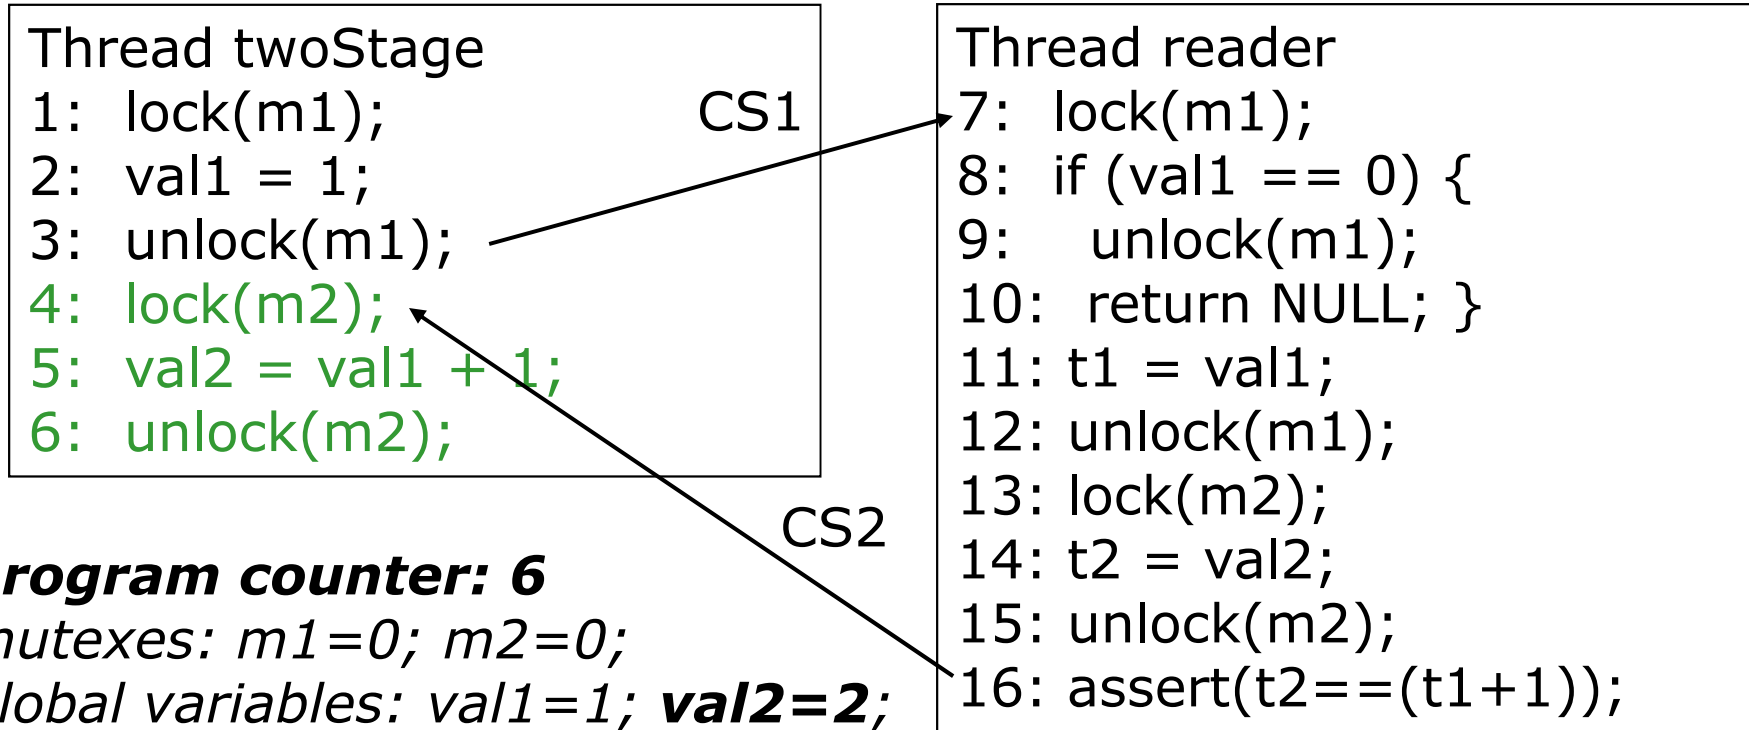 Thread twoStage
1: lock(m1);
2: val1 = 1;
3: unlock(m1);
4: lock(m2);
5: val2 = val1 + 1;
6: unlock(m2);
CS1
CS2
Thread reader
7: lock(m1);
8: if (val1 == 0) {
9: unlock(m1);
10: return NULL; }
11: t1 = val1;
12: unlock(m1);
13: lock(m2);
14: t2 = val2;
15: unlock(m2);
16: assert(t2==(t1+1));
rogram counter: 6
nutexes: m1=0; m2=0;
lobal variables: val1=1; val2=2;